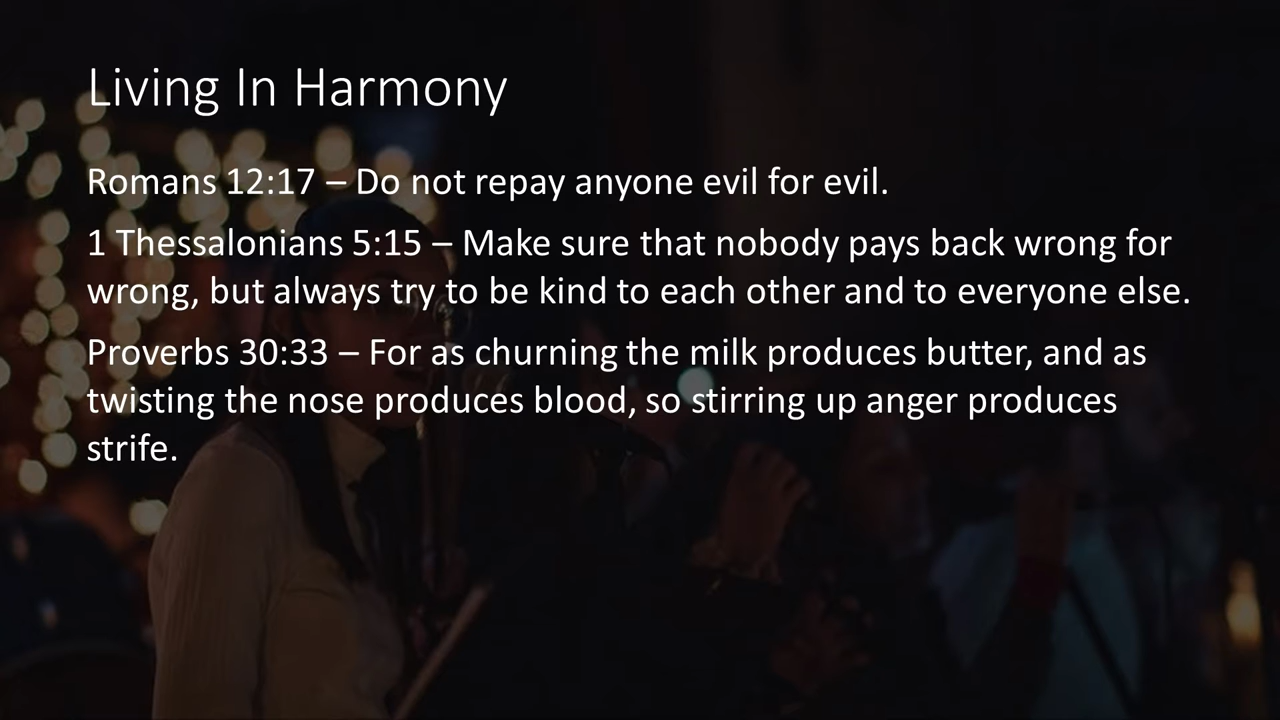 Living In Harmony
Romans 12:17 – Do not repay anyone evil for evil.
1 Thessalonians 5:15 – Make sure that nobody pays back wrong for
wrong, but always try to be kind to each other and to everyone else.
Proverbs 30:33 – For as churning the milk produces butter, and as
twisting the nose produces blood, so stirring up anger produces
strife.